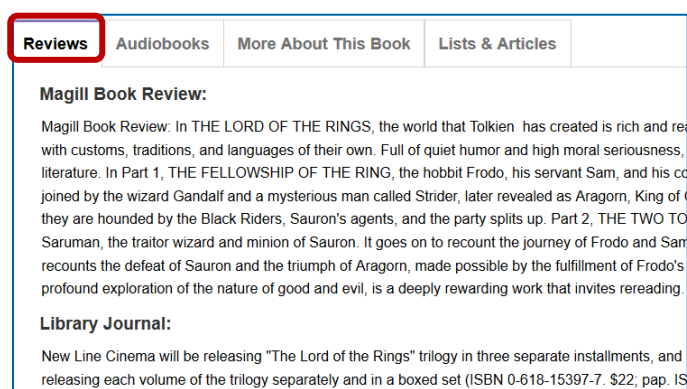 Reviews Audiobooks More About This Book Lists & Articles
Magill Book Review:
Magill Book Review: In THE LORD OF THE RINGS, the world that Tolkien has created is rich and rea
with customs, traditions, and languages of their own. Full of quiet humor and high moral seriousness,
literature. In Part 1, THE FELLOWSHIP OF THE RING, the hobbit Frodo, his servant Sam, and his co
joined by the wizard Gandalf and a mysterious man called Strider, later revealed as Aragorn, King of
they are hounded by the Black Riders, Sauron's agents, and the party splits up. Part 2, THE TWO TO
Saruman, the traitor wizard and minion of Sauron. It goes on to recount the journey of Frodo and Sam
recounts the defeat of Sauron and the triumph of Aragorn, made possible by the fulfillment of Frodo's
profound exploration of the nature of good and evil, is a deeply rewarding work that invites rereading.
Library Journal:
New Line Cinema will be releasing "The Lord of the Rings" trilogy in three separate installments, and
releasing each volume of the trilogy separately and in a boxed set (ISBN 0-618-15397-7. $22; pap. IS